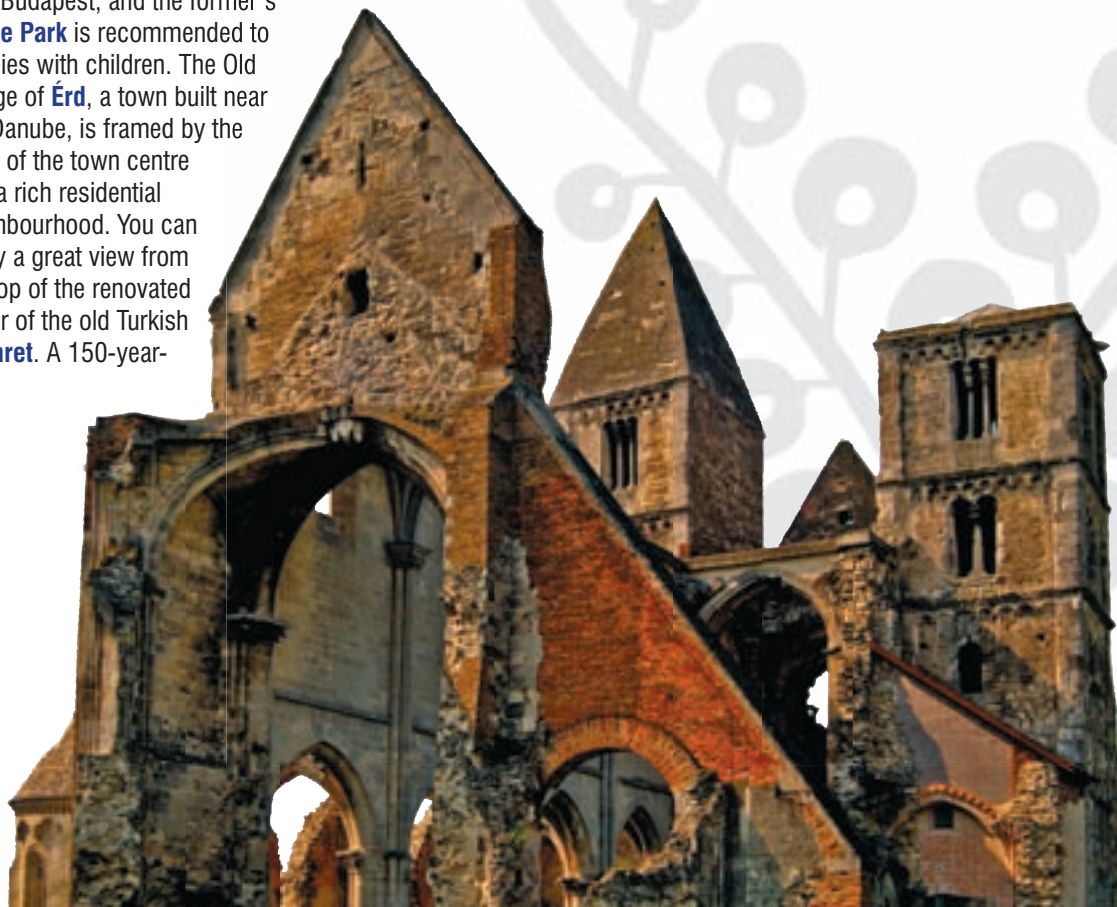 Budapest, and the former's
e Park is recommended to
ies with children. The Old
ge of Érd, a town built near
Danube, is framed by the
of the town centre
a rich residential
nbourhood. You can
y a great view from
op of the renovated
r of the old Turkish
aret. A 150-year-